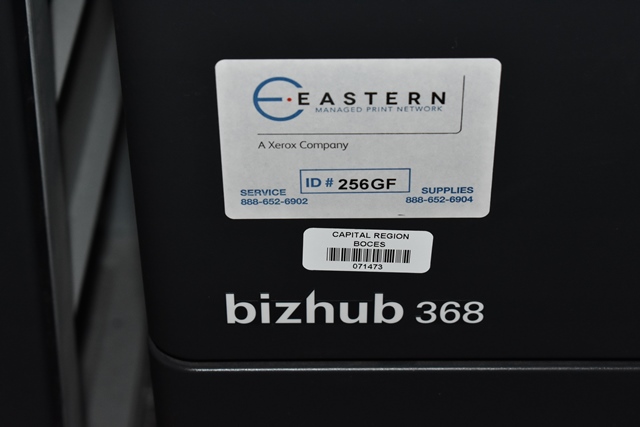 EASTERN
MANAGED PRINT NETWORK
A Xerox Company
ID # 256GF
SERVICE
888-652-6902
SUPPLIES
888-652-6904
CAPITAL REGION
BOCES
071473
bizhub 368